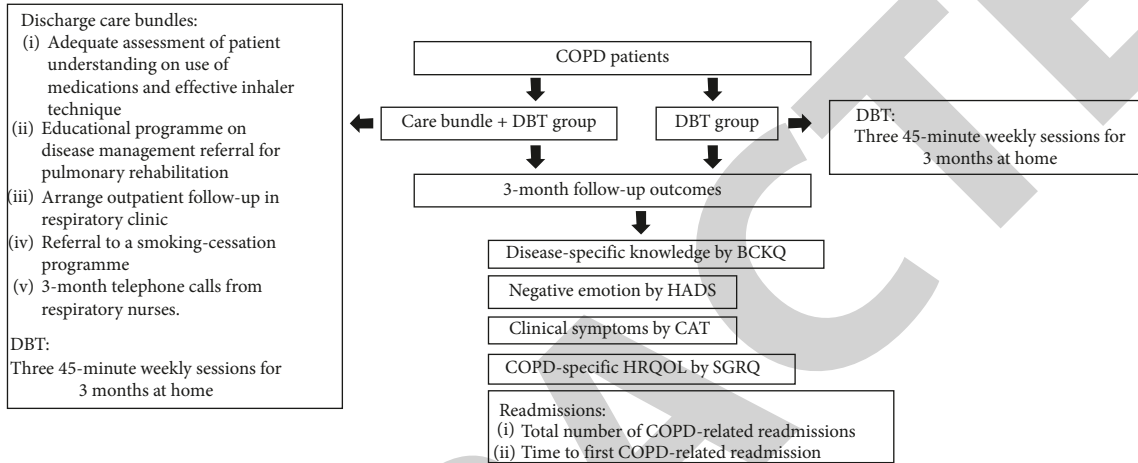 Discharge care bundles:
(i) Adequate assessment of patient
understanding on use of
medications and effective inhaler
technique
(ii) Educational programme on
disease management referral for
pulmonary rehabilitation
(iii) Arrange outpatient follow-up in
respiratory clinic
(iv) Referral to a smoking-cessation
programme
(v) 3-month telephone calls from
respiratory nurses.
DBT:
Three 45-minute weekly sessions for
3 months at home
COPD patients
Care bundle + DBT group
DBT group
DBT:
Three 45-minute weekly sessions for
3 months at home
3-month follow-up outcomes
Disease-specific knowledge by BCKQ
Negative emotion by HADS
Clinical symptoms by CAT
COPD-specific HRQOL by SGRQ
Readmissions:
(i) Total number of COPD-related readmissions
(ii) Time to first COPD-related readmission